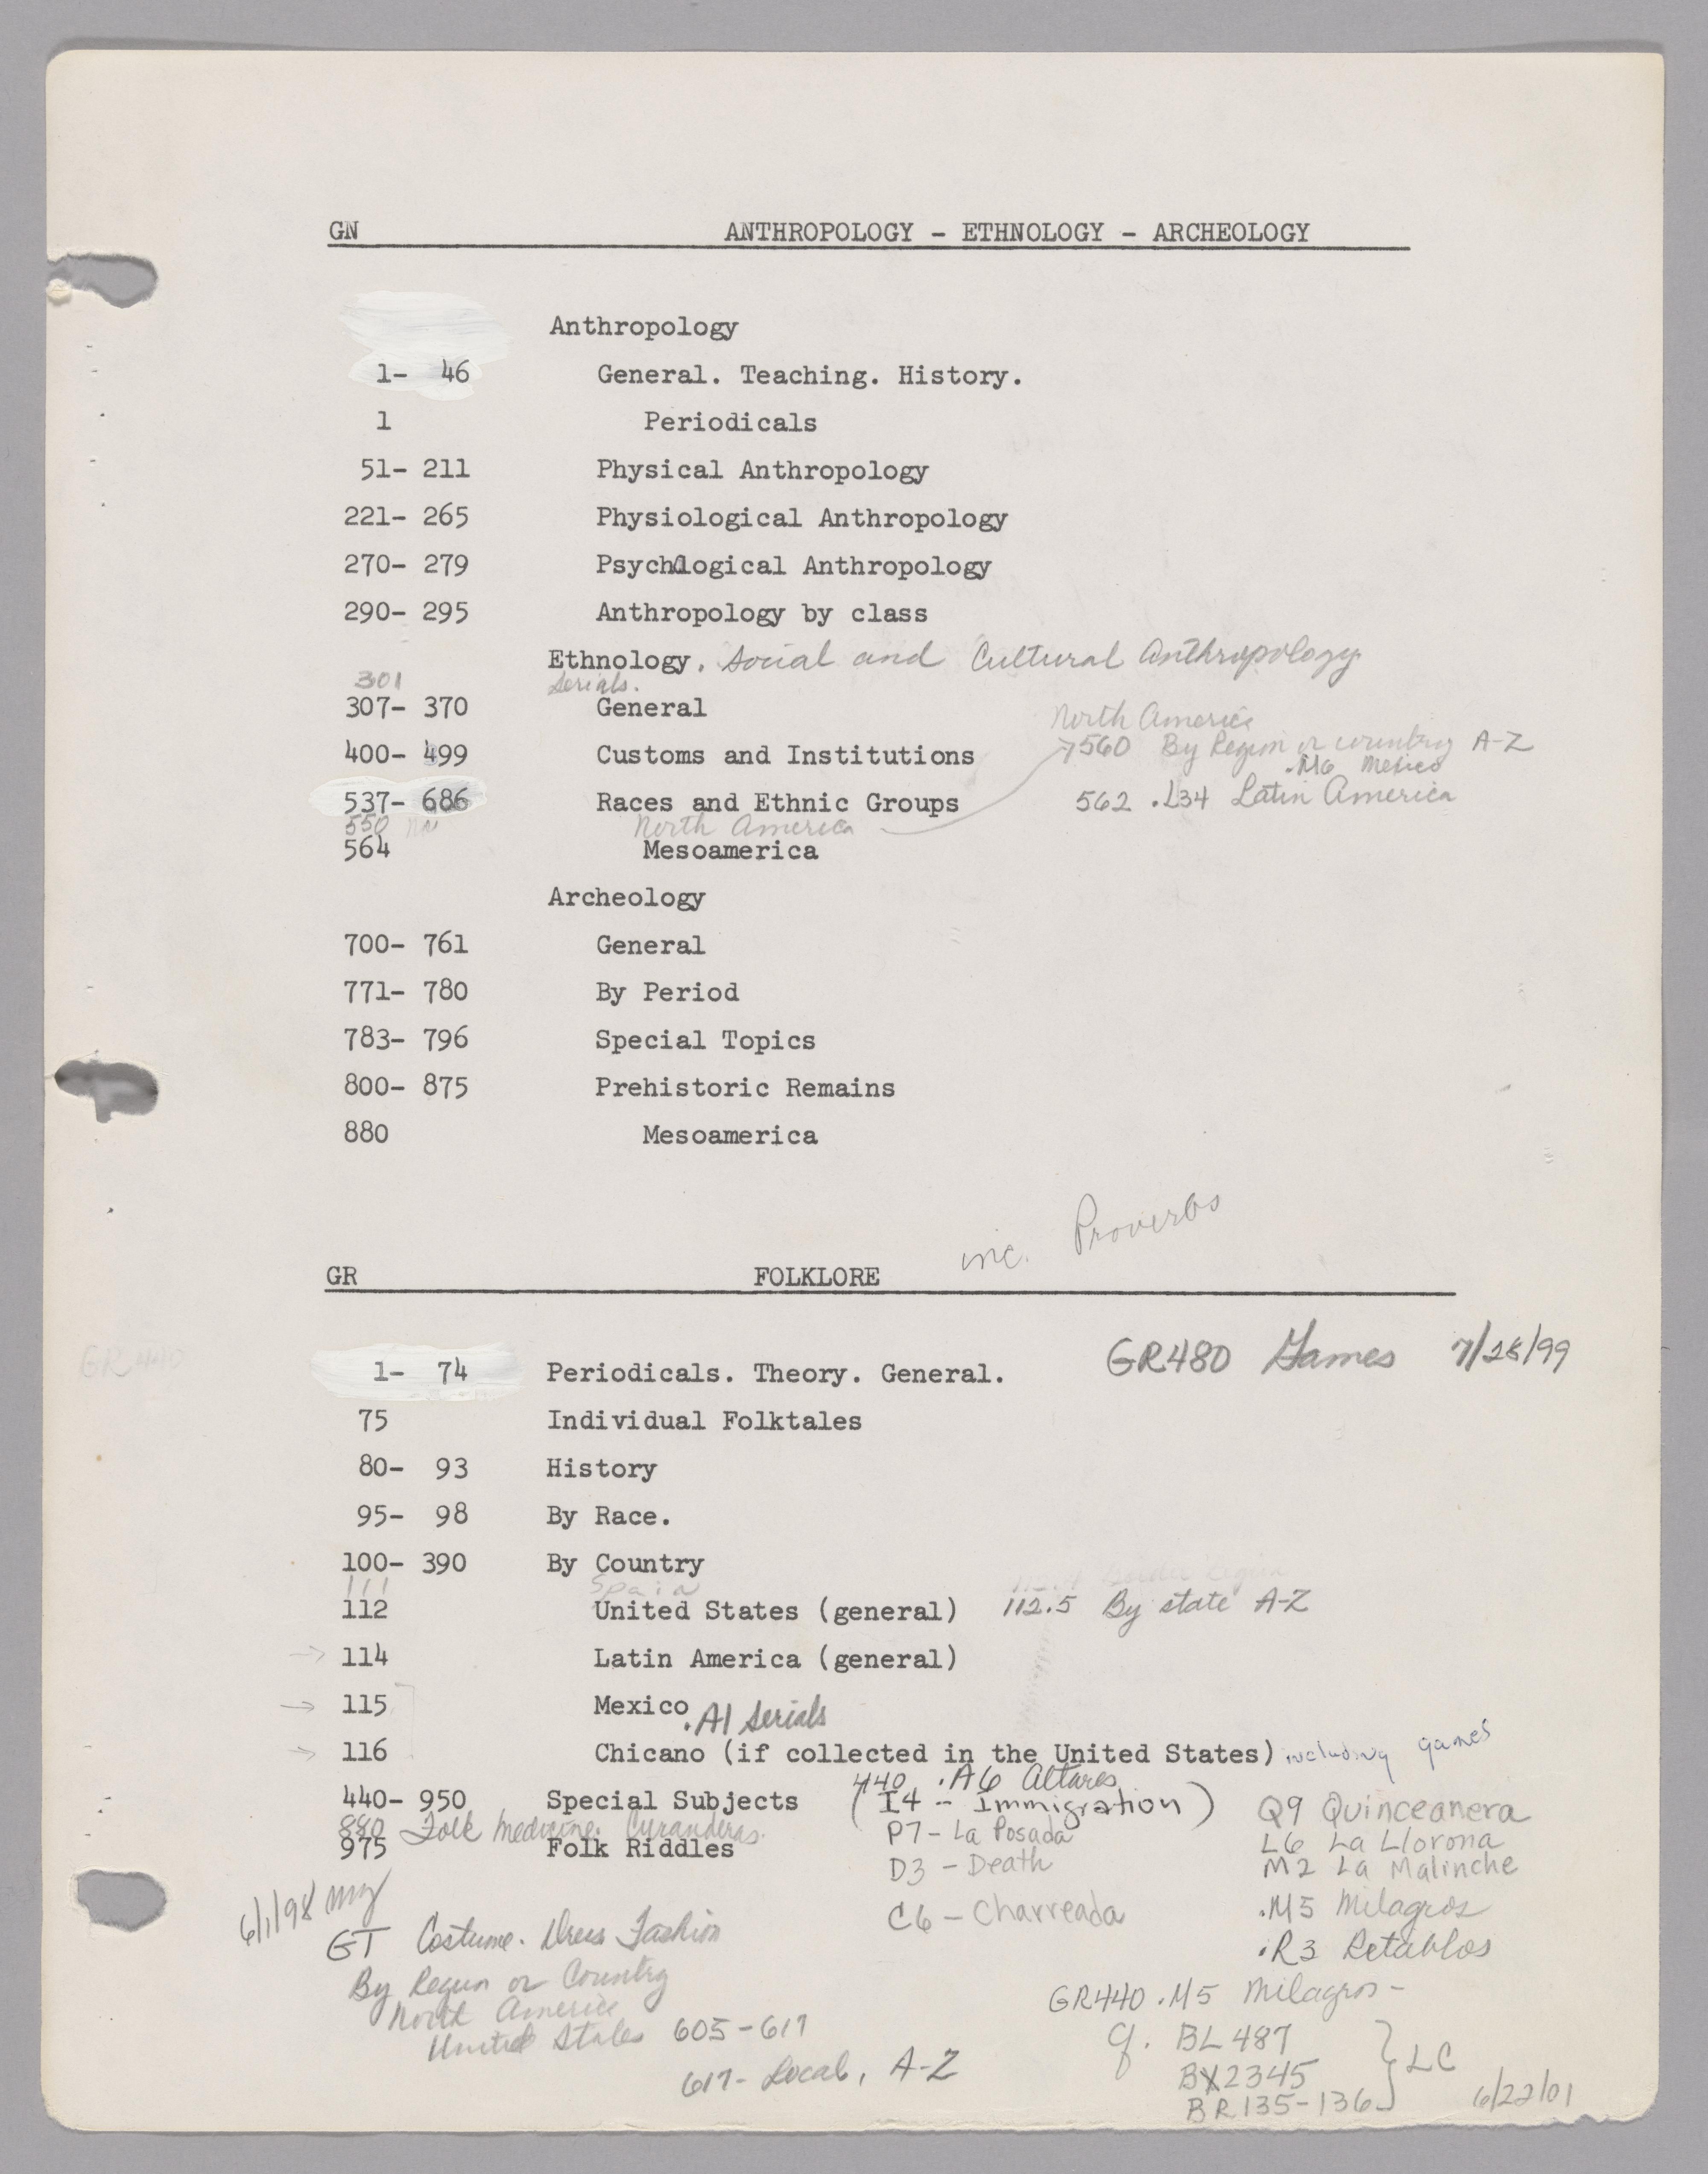 GN ANTHROPOLOGY - ETHNOLOGY - ARCHEOLOGY
Anthropology
1- 46 General. Teaching. History.
1 Periodicals
51- 211 Physical Anthropology
221- 265 Physiological Anthropology
270- 279 Psychological Anthropology
290- 295 Anthropology by class
Ethnology. Social and Cultural Anthropology
301 Serials.
307- 370 General
North America
400- 499 Customs and Institutions
560 By Region or country A-Z
.M6 Mexico
537- 686 Races and Ethnic Groups 562 .L34 Latin America
550 North America
564 Mesoamerica
Archeology
700- 761 General
771- 780 By Period
783- 796 Special Topics
800- 875 Prehistoric Remains
880 Mesoamerica
inc. Proverbs
GR FOLKLORE
GR480 Games 7/28/99
GR440
1- 74 Periodicals. Theory. General.
75 Individual Folktales
80- 93 History
95- 98 By Race.
100- 390 By Country
111 Spain
112 United States (general) 112.5 By state A-Z
→ 114 Latin America (general)
→ 115 Mexico .A1 Serials
→ 116 Chicano (if collected in the United States) including games
440 .A6 Altares
440- 950 Special Subjects (I4 - Immigration) Q9 Quinceanera
880 Folk medicine. Curanderas. P7 - La Posada L6 La Llorona
975 Folk Riddles
D3 - Death M2 La Malinche
C6 - Charreada .M5 Milagros
.R3 Retablos
6/1/98
GT Costume. Dress Fashion
By Region or Country
North America
United States 605-617
617- Local, A-Z
GR440 .M5 Milagros -
cf. BL 487
BX2345 } LC
BR135-136
6/22/01